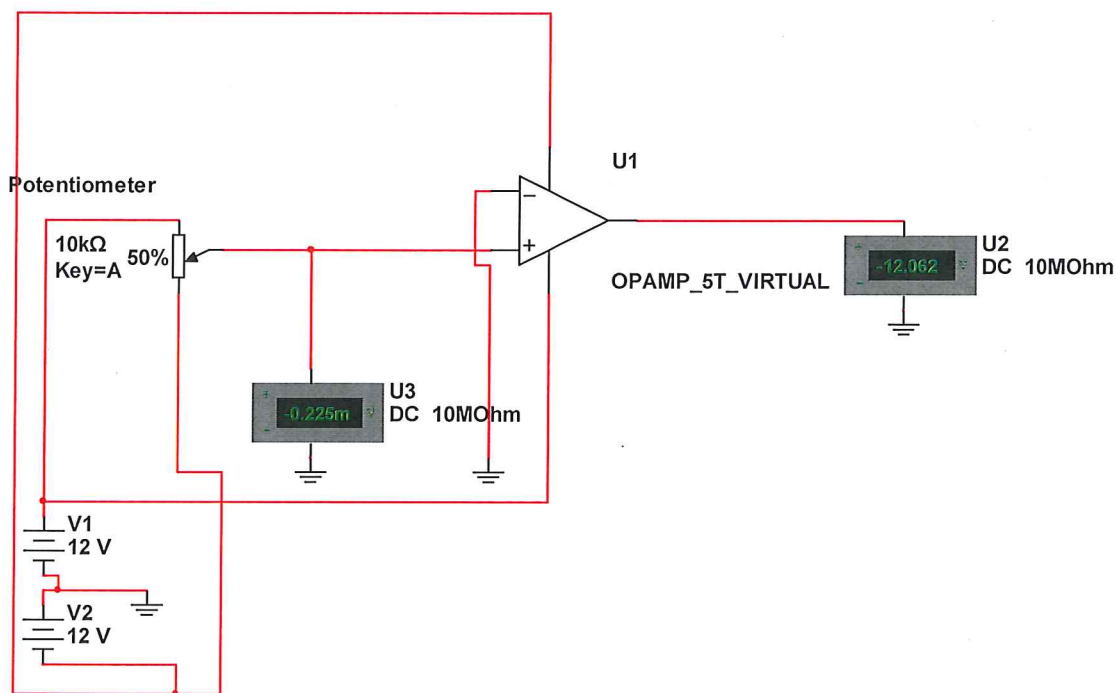 U1
Potentiometer
10kΩ
Key=A
50%
−
+
OPAMP_5T_VIRTUAL
-12.062
U2
DC 10MOhm
-0.225m
U3
DC 10MOhm
V1
12 V
V2
12 V